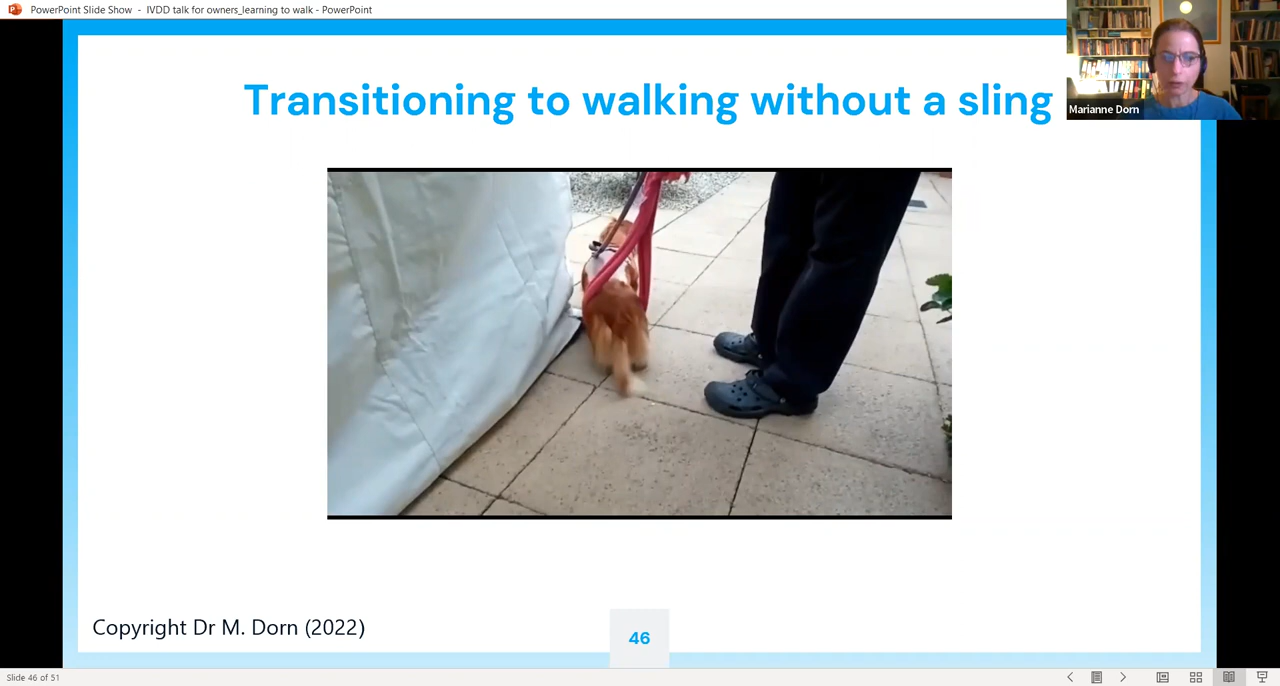 PowerPoint Slide Show - IVDD talk for owners_learning to walk - PowerPoint
Transitioning to walking without a sling
Marianne Dorn
Copyright Dr M. Dorn (2022)
46
Slide 46 of 51